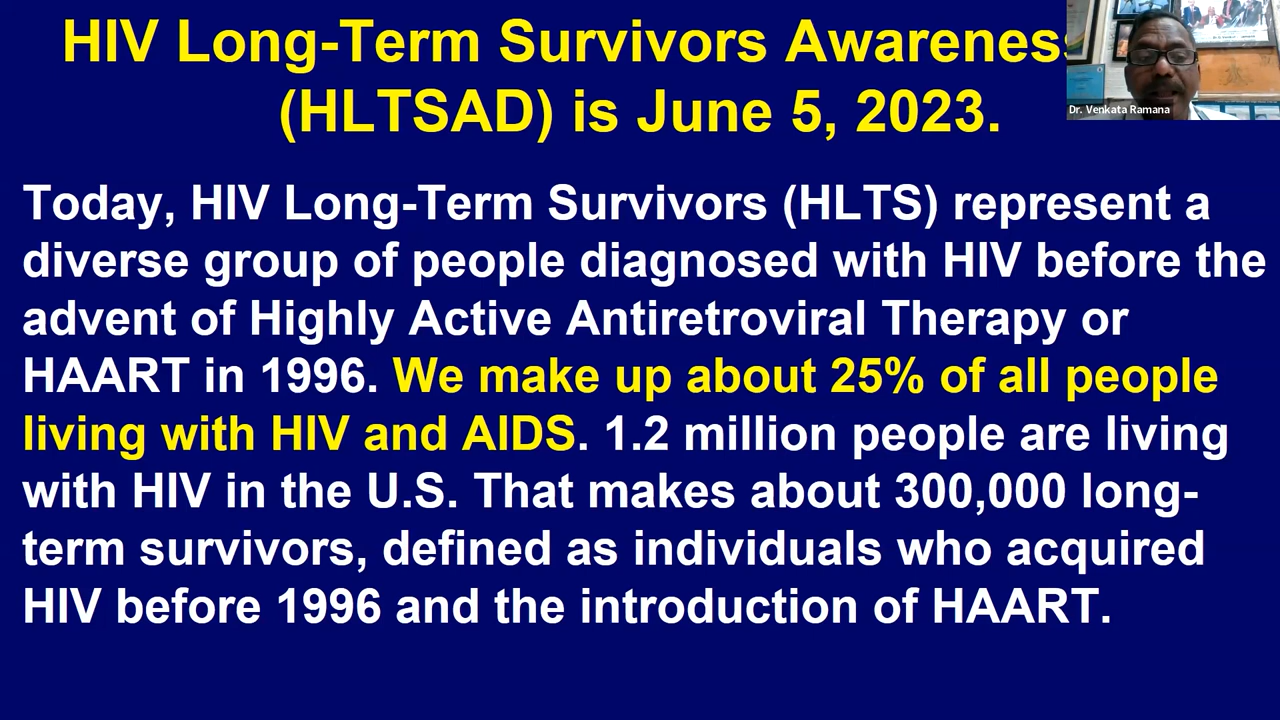 HIV Long-Term Survivors Awareness
(HLTSAD) is June 5, 2023.
Dr. Venkata Ramana
Today, HIV Long-Term Survivors (HLTS) represent a
diverse group of people diagnosed with HIV before the
advent of Highly Active Antiretroviral Therapy or
HAART in 1996. We make up about 25% of all people
living with HIV and AIDS. 1.2 million people are living
with HIV in the U.S. That makes about 300,000 long-
term survivors, defined as individuals who acquired
HIV before 1996 and the introduction of HAART.